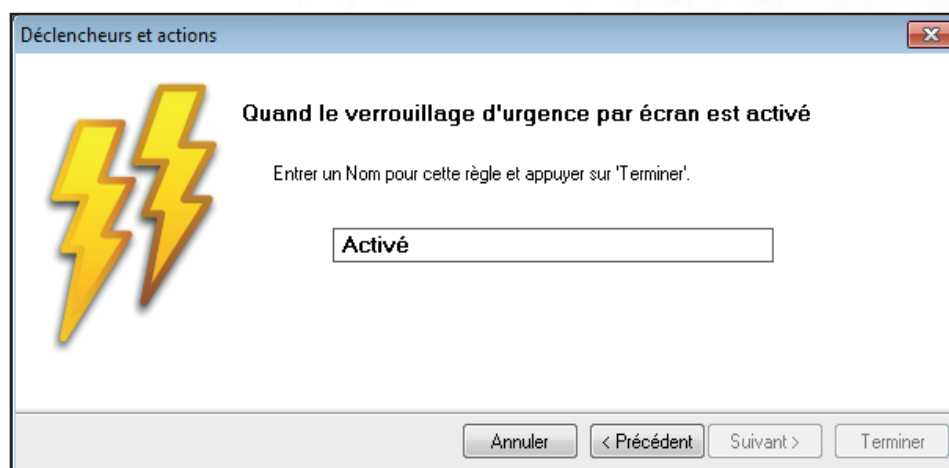 Déclencheurs et actions
Quand le verrouillage d'urgence par écran est activé
Entrer un Nom pour cette règle et appuyer sur 'Terminer'.
Activé
Annuler
< Précédent
Suivant >
Terminer